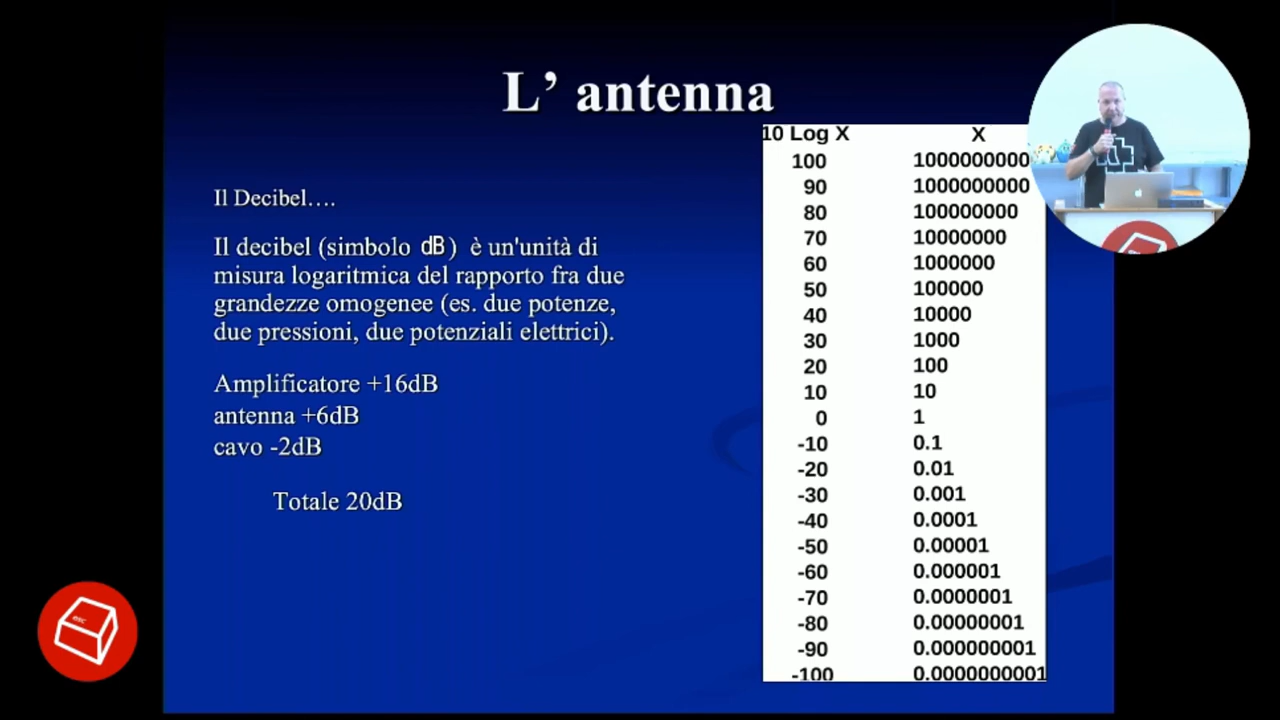 L' antenna
Il Decibel….
Il decibel (simbolo dB) è un'unità di
misura logaritmica del rapporto fra due
grandezze omogenee (es. due potenze,
due pressioni, due potenziali elettrici).
Amplificatore +16dB
antenna +6dB
cavo -2dB
Totale 20dB
10 Log X X
100 1000000000
90 1000000000
80 100000000
70 10000000
60 1000000
50 100000
40 10000
30 1000
20 100
10 10
0 1
-10 0.1
-20 0.01
-30 0.001
-40 0.0001
-50 0.00001
-60 0.000001
-70 0.0000001
-80 0.00000001
-90 0.000000001
-100 0.0000000001
esc